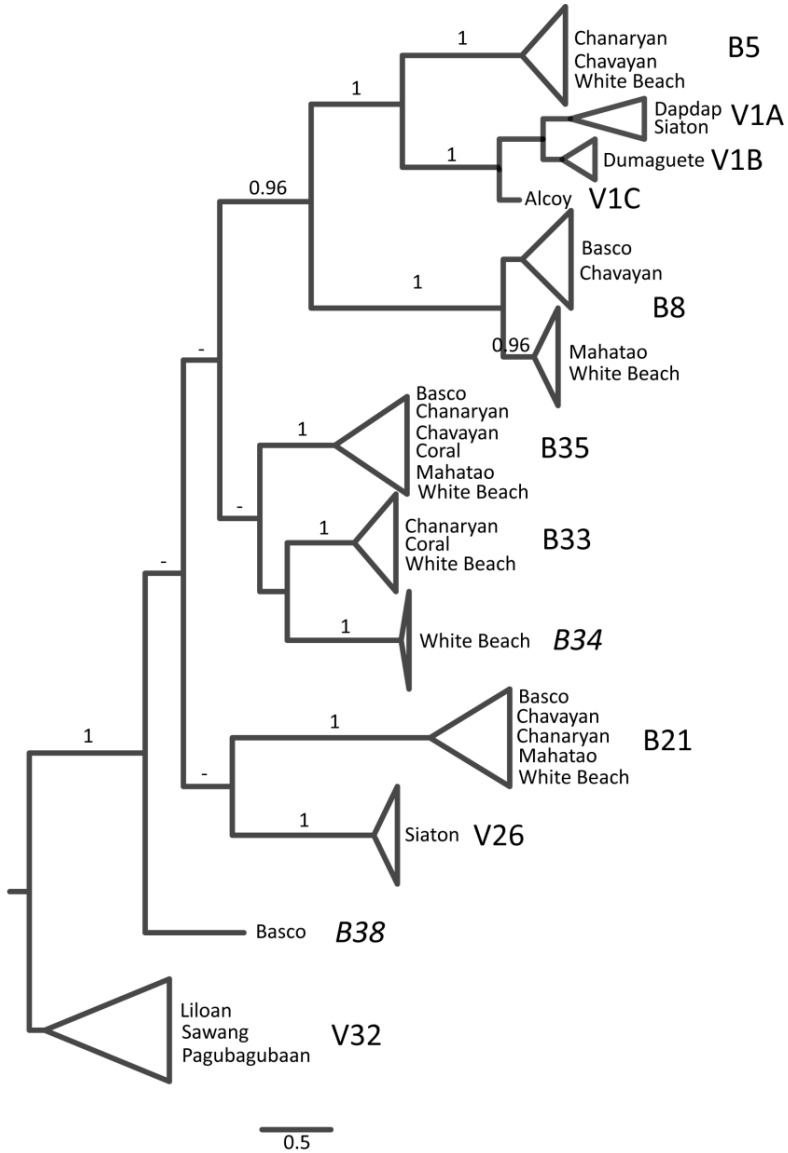 1
Chanaryan
Chavayan
White Beach
B5
1
Dapdap
Siaton
V1A
1
Dumaguete V1B
Alcoy V1C
0.96
Basco
Chavayan
1
B8
0.96
Mahatao
White Beach
-
Basco
Chanaryan
Chavayan
Coral
Mahatao
White Beach
1
B35
-
1
Chanaryan
Coral
White Beach
B33
-
1
White Beach B34
Basco
Chavayan
Chanaryan
Mahatao
White Beach
1
B21
1
-
1
Siaton V26
Basco B38
Liloan
Sawang
Pagubagubaan
V32
0.5